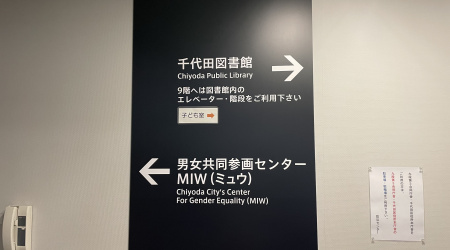 千代田図書館
Chiyoda Public Library
9階へは図書館内の
エレベーター・階段をご利用下さい
子ども室
男女共同参画センター
MIW(ミュウ)
Chiyoda City's Center
For Gender Equality (MIW)